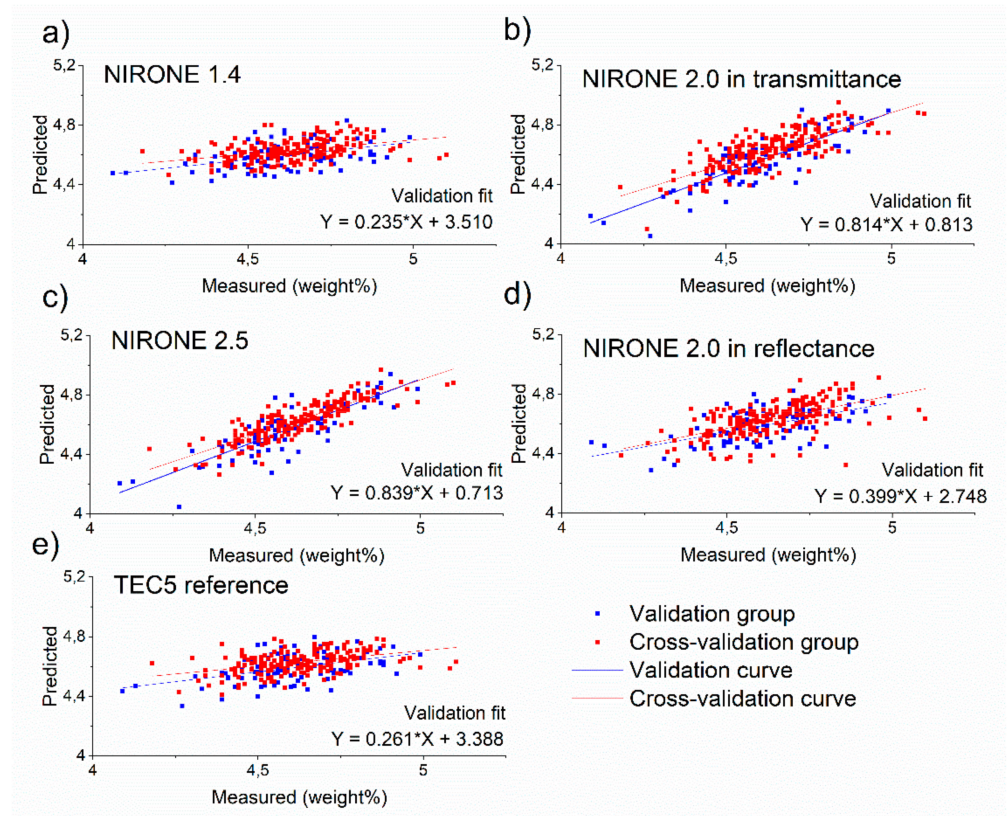 a)
NIRONE 1.4
5,2
4,8
4,4
4
Predicted
4
4,5
5
Measured (weight%)
Validation fit
Y = 0.235*X + 3.510
b)
NIRONE 2.0 in transmittance
5,2
4,8
4,4
4
Predicted
4
4,5
5
Measured (weight%)
Validation fit
Y = 0.814*X + 0.813
c)
NIRONE 2.5
5,2
4,8
4,4
4
Predicted
4
4,5
5
Measured (weight%)
Validation fit
Y = 0.839*X + 0.713
d)
NIRONE 2.0 in reflectance
5,2
4,8
4,4
4
Predicted
4
4,5
5
Measured (weight%)
Validation fit
Y = 0.399*X + 2.748
e)
TEC5 reference
5,2
4,8
4,4
4
Predicted
4
4,5
5
Measured (weight%)
Validation fit
Y = 0.261*X + 3.388
Validation group
Cross-validation group
Validation curve
Cross-validation curve